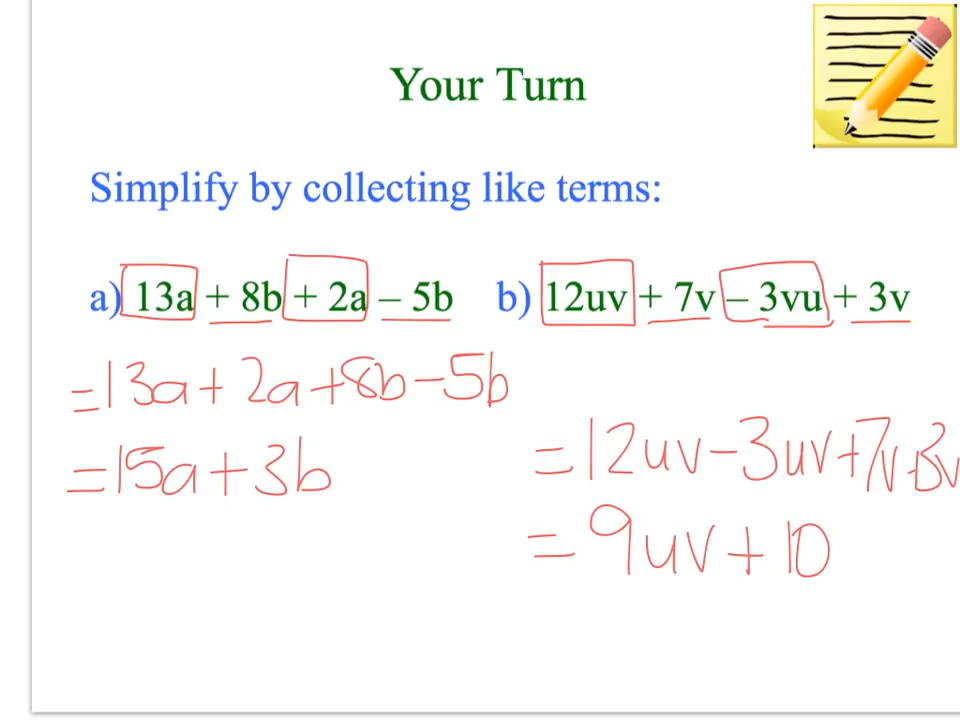 Your Turn
Simplify by collecting like terms:
a) 13a + 8b + 2a – 5b b) 12uv + 7v – 3vu + 3v
=13a+2a+8b-5b
=12uv-3uv+7v+3v
=15a+3b
=9uv+10